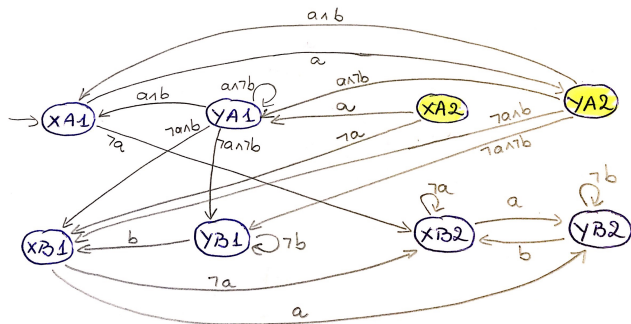 a∧b
a
a∧b
a∧¬b
a∧¬b
XA1
YA1
a
XA2
YA2
¬a
¬a∧b
¬a∧¬b
¬a
¬a∧b
¬a∧¬b
¬a
a
¬b
XB1
b
YB1
¬b
XB2
b
YB2
¬a
a